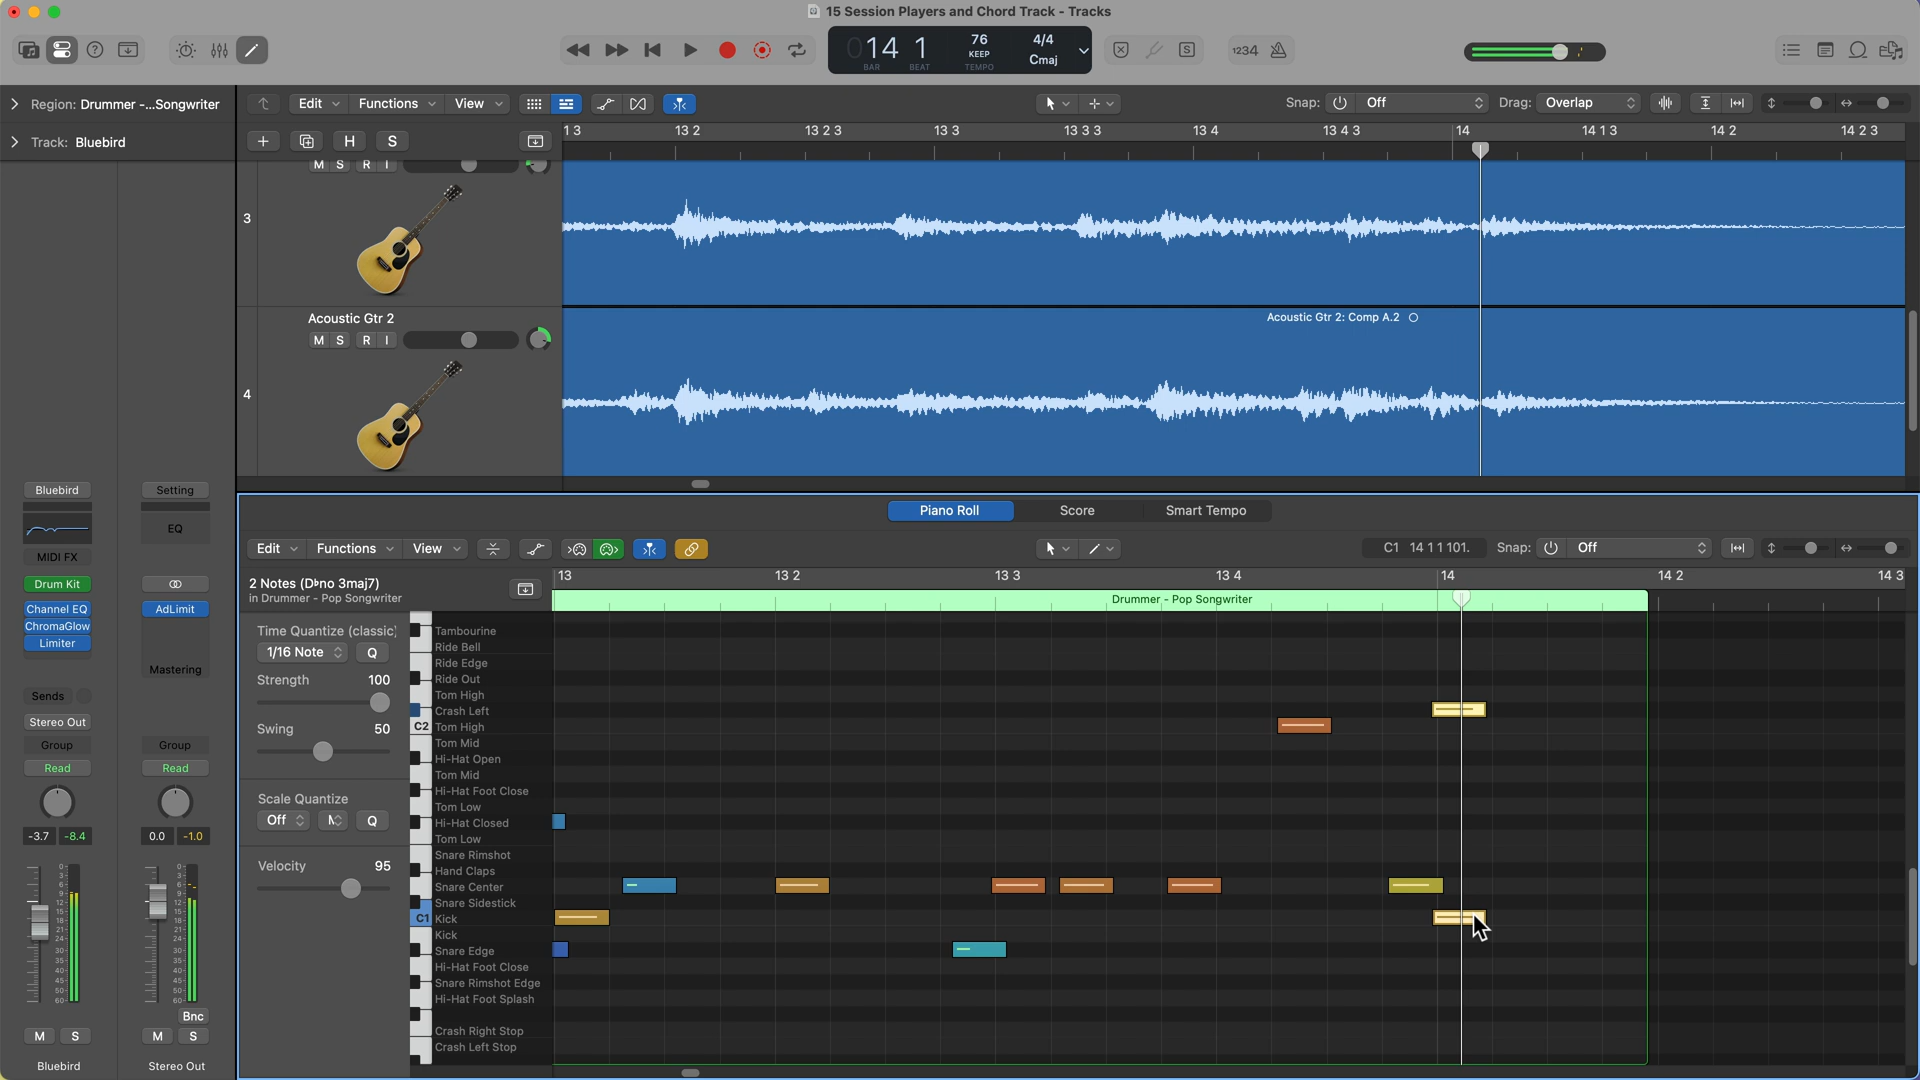 15 Session Players and Chord Track - Tracks
14 1
BAR BEAT
76
KEEP
TEMPO
4/4
Cmaj
1234
Region: Drummer -...Songwriter
Track: Bluebird
Edit
Functions
View
Snap: Off
Drag: Overlap
H
S
1 3
13 2
13 2 3
13 3
13 3 3
13 4
13 4 3
14
14 1 3
14 2
14 2 3
M S R I
3
Acoustic Gtr 2
M S R I
4
Acoustic Gtr 2: Comp A.2
Piano Roll
Score
Smart Tempo
Edit
Functions
View
C1 14 1 1 101.
Snap: Off
2 Notes (D♭no 3maj7)
in Drummer - Pop Songwriter
13
13 2
13 3
13 4
14
14 2
14 3
Drummer - Pop Songwriter
Time Quantize (classic)
1/16 Note
Q
Strength 100
Swing 50
Scale Quantize
Off
Q
Velocity 95
Tambourine
Ride Bell
Ride Edge
Ride Out
Tom High
Crash Left
C2 Tom High
Tom Mid
Hi-Hat Open
Tom Mid
Hi-Hat Foot Close
Tom Low
Hi-Hat Closed
Tom Low
Snare Rimshot
Hand Claps
Snare Center
Snare Sidestick
C1 Kick
Kick
Snare Edge
Hi-Hat Foot Close
Snare Rimshot Edge
Hi-Hat Foot Splash
Crash Right Stop
Crash Left Stop
Bluebird
MIDI FX
Drum Kit
Channel EQ
ChromaGlow
Limiter
Sends
Stereo Out
Group
Read
-3.7 -8.4
M S
Bluebird
Setting
EQ
AdLimit
Mastering
Group
Read
0.0 -1.0
Bnc
M S
Stereo Out